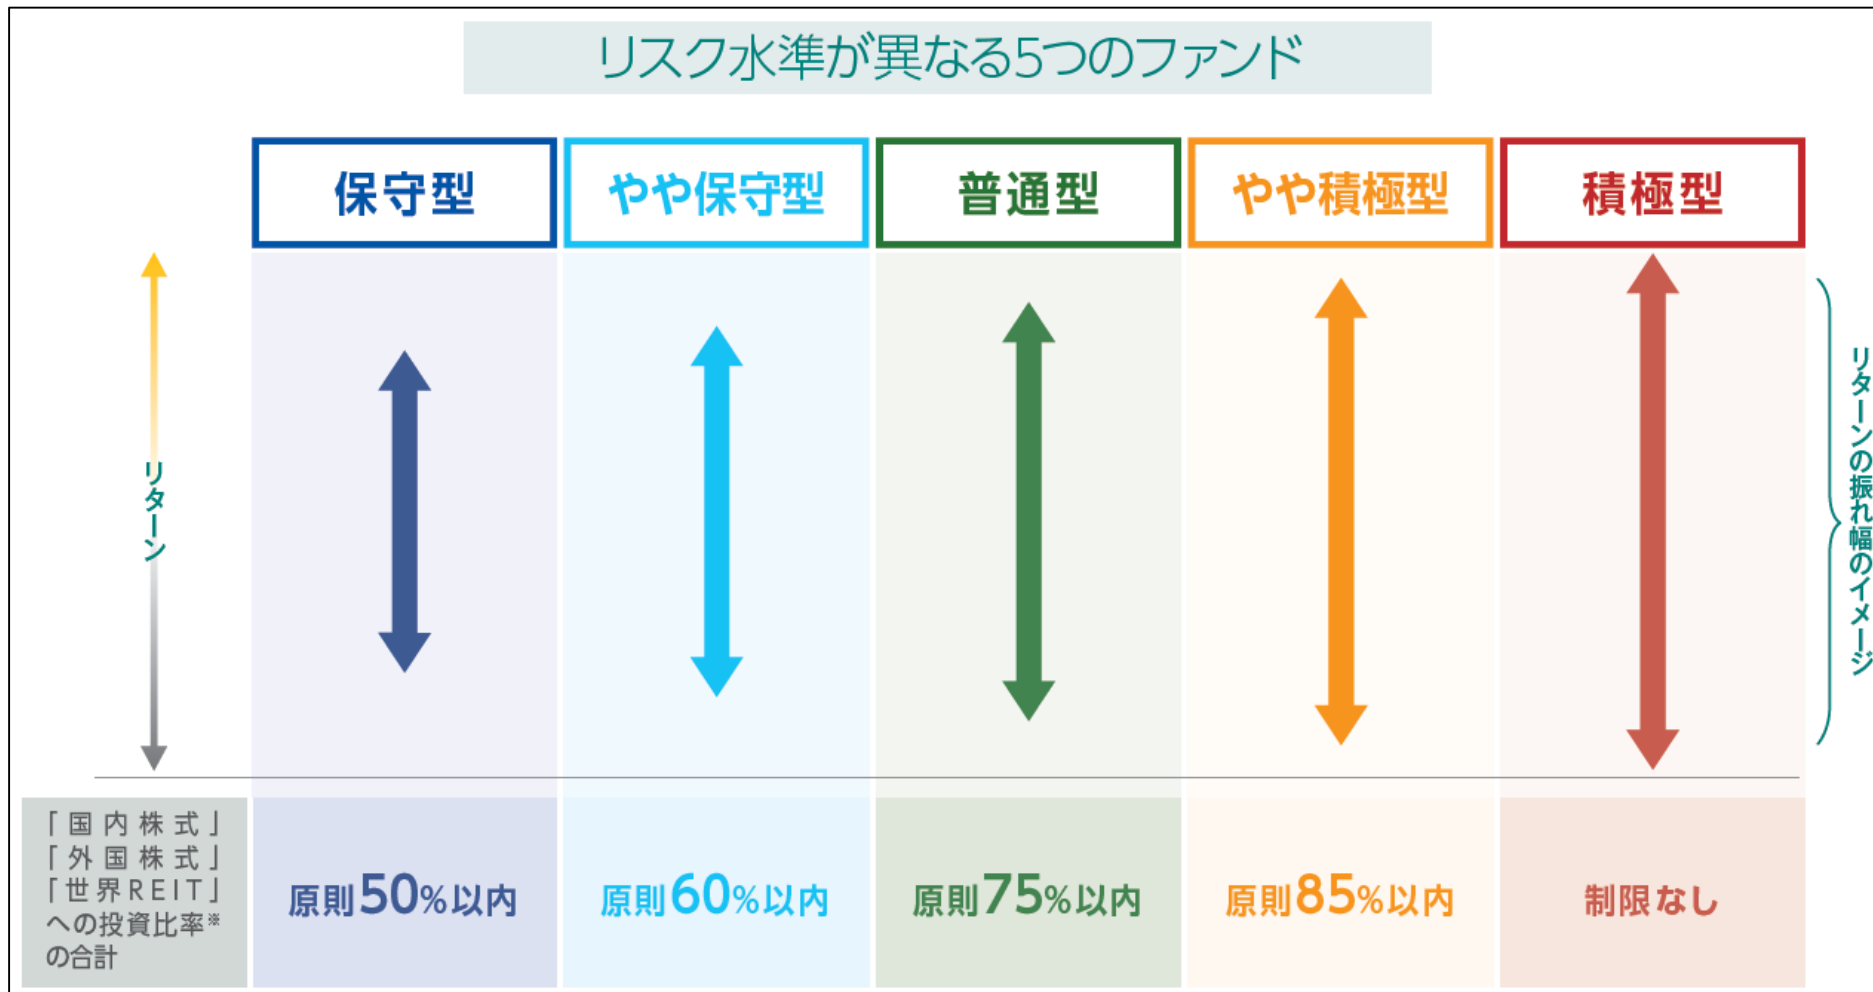 リスク水準が異なる5つのファンド
保守型
やや保守型
普通型
やや積極型
積極型
リターン
リターンの振れ幅のイメージ
「国内株式」
「外国株式」
「世界REIT」
への投資比率※
の合計
原則50%以内
原則60%以内
原則75%以内
原則85%以内
制限なし